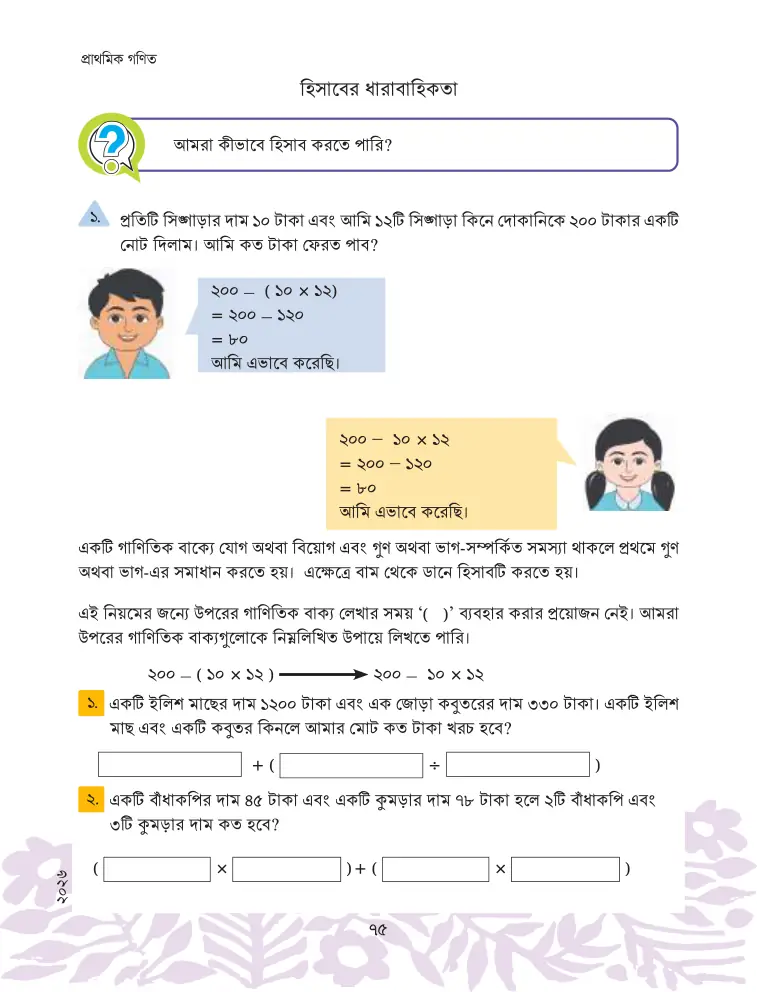 প্রাথমিক গণিত
হিসাবের ধারাবাহিকতা
?
আমরা কীভাবে হিসাব করতে পারি?
১. প্রতিটি সিঙ্গাড়ার দাম ১০ টাকা এবং আমি ১২টি সিঙ্গাড়া কিনে দোকানিকে ২০০ টাকার একটি
নোট দিলাম। আমি কত টাকা ফেরত পাব?
২০০ – ( ১০ × ১২)
= ২০০ – ১২০
= ৮০
আমি এভাবে করেছি।
২০০ – ১০ × ১২
= ২০০ – ১২০
= ৮০
আমি এভাবে করেছি।
একটি গাণিতিক বাক্যে যোগ অথবা বিয়োগ এবং গুণ অথবা ভাগ-সম্পর্কিত সমস্যা থাকলে প্রথমে গুণ
অথবা ভাগ-এর সমাধান করতে হয়। এক্ষেত্রে বাম থেকে ডানে হিসাবটি করতে হয়।
এই নিয়মের জন্যে উপরের গাণিতিক বাক্য লেখার সময় ‘( )’ ব্যবহার করার প্রয়োজন নেই। আমরা
উপরের গাণিতিক বাক্যগুলোকে নিম্নলিখিত উপায়ে লিখতে পারি।
২০০ – ( ১০ × ১২ ) ⟶ ২০০ – ১০ × ১২
১. একটি ইলিশ মাছের দাম ১২০০ টাকা এবং এক জোড়া কবুতরের দাম ৩৩০ টাকা। একটি ইলিশ
মাছ এবং একটি কবুতর কিনলে আমার মোট কত টাকা খরচ হবে?
+ ( ÷ )
২. একটি বাঁধাকপির দাম ৪৫ টাকা এবং একটি কুমড়ার দাম ৭৮ টাকা হলে ২টি বাঁধাকপি এবং
৩টি কুমড়ার দাম কত হবে?
( × ) + ( × )
২০২৬
৭৫